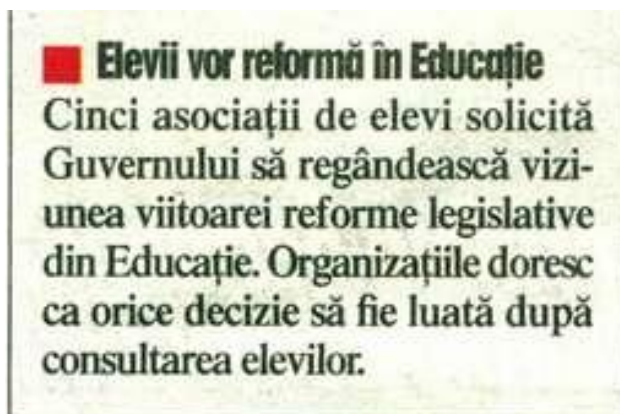 Elevii vor reformă în Educație
Cinci asociații de elevi solicită
Guvernului să regândească vizi-
unea viitoarei reforme legislative
din Educație. Organizațiile doresc
ca orice decizie să fie luată după
consultarea elevilor.